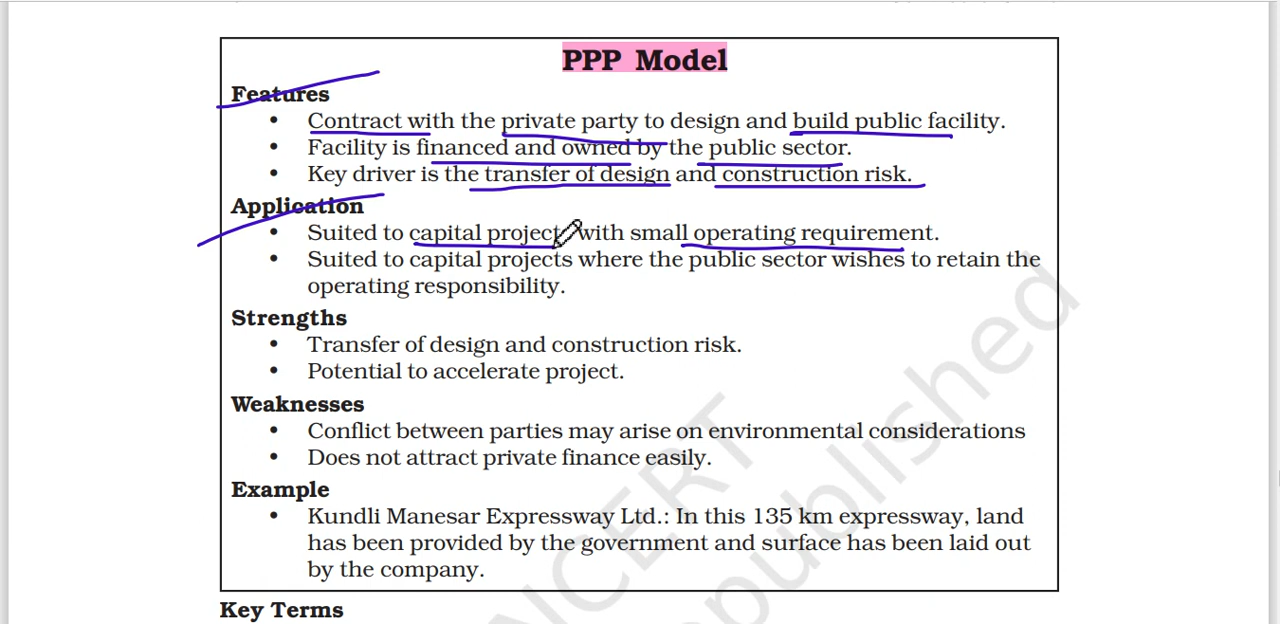 PPP Model
Features
• Contract with the private party to design and build public facility.
• Facility is financed and owned by the public sector.
• Key driver is the transfer of design and construction risk.
Application
• Suited to capital project with small operating requirement.
• Suited to capital projects where the public sector wishes to retain the
operating responsibility.
Strengths
• Transfer of design and construction risk.
• Potential to accelerate project.
Weaknesses
• Conflict between parties may arise on environmental considerations
• Does not attract private finance easily.
Example
• Kundli Manesar Expressway Ltd.: In this 135 km expressway, land
has been provided by the government and surface has been laid out
by the company.
Key Terms
NCERT
republished